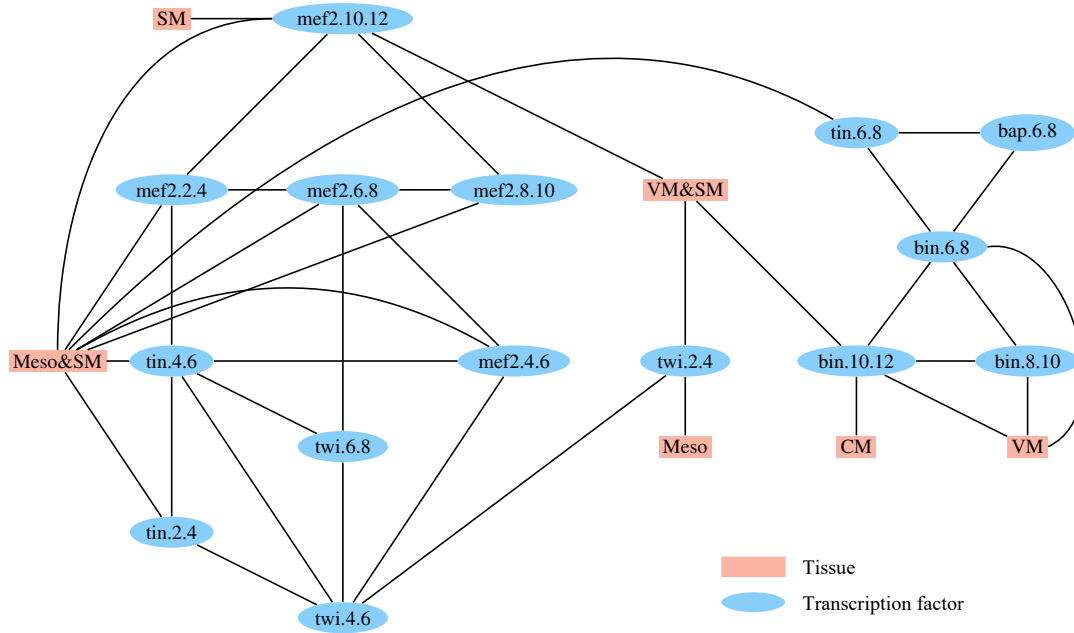 SM
mef2.10.12
tin.6.8
bap.6.8
mef2.2.4
mef2.6.8
mef2.8.10
VM&SM
bin.6.8
Meso&SM
tin.4.6
mef2.4.6
twi.2.4
bin.10.12
bin.8.10
twi.6.8
Meso
CM
VM
tin.2.4
Tissue
Transcription factor
twi.4.6